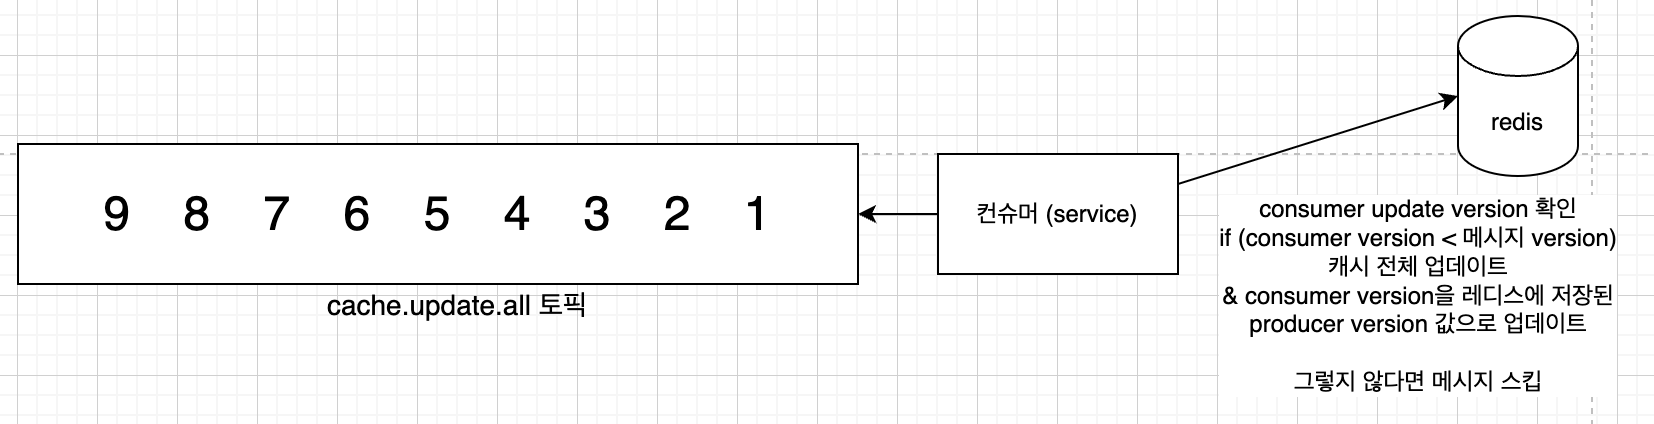 9 8 7 6 5 4 3 2 1
cache.update.all 토픽
컨슈머 (service)
redis
consumer update version 확인
if (consumer version < 메시지 version)
캐시 전체 업데이트
& consumer version을 레디스에 저장된
producer version 값으로 업데이트
그렇지 않다면 메시지 스킵